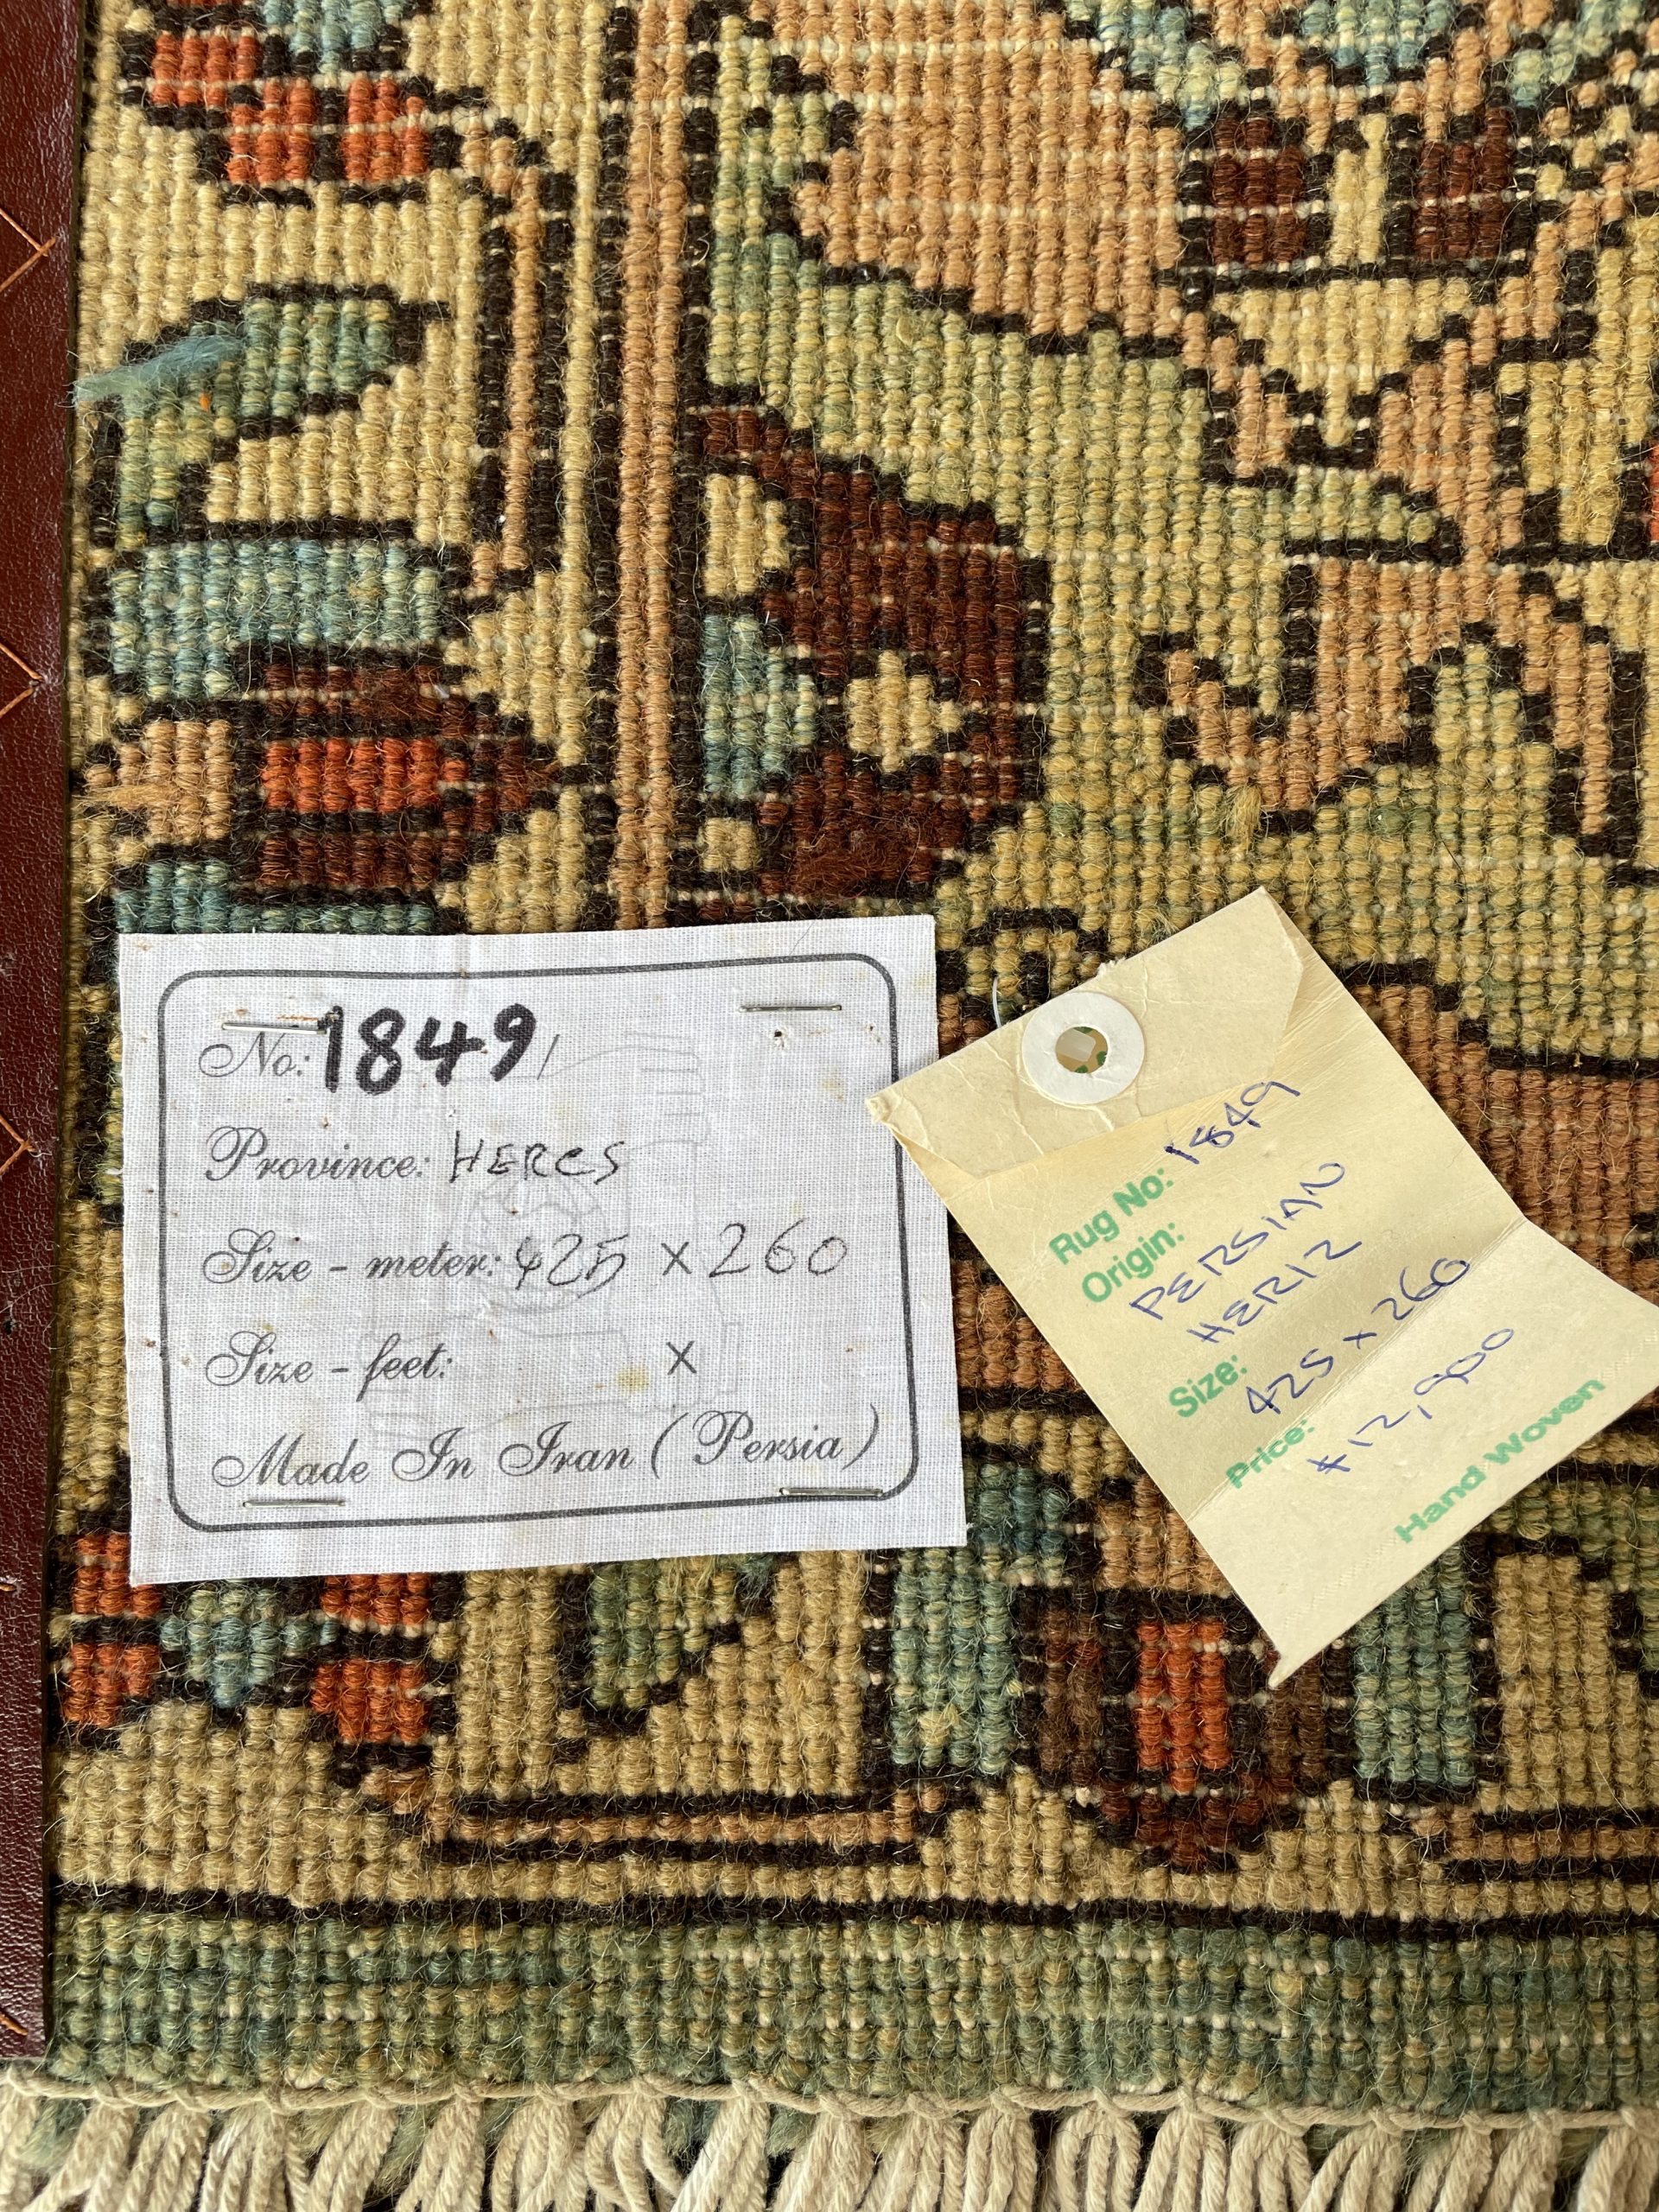 No: 1849/
Province: HERES
Size - meter: 425 x 260
Size - feet: x
Made In Iran (Persia)
Rug No: 1849
Origin:
PERSIAN
HERIZ
Size:
425 x 260
Price:
#12,900
Hand Woven